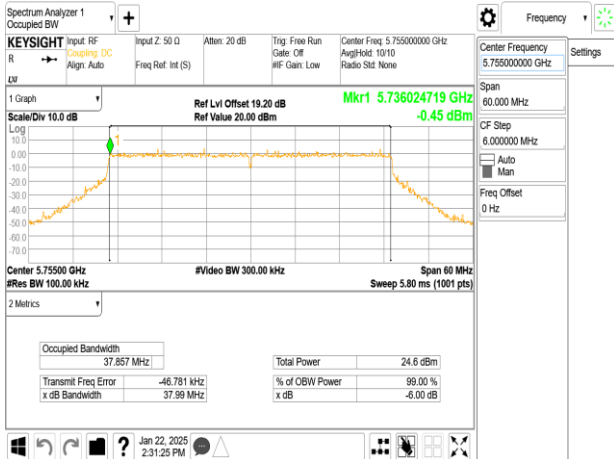 Spectrum Analyzer 1
Occupied BW
+
Frequency
KEYSIGHT
R
Input: RF
Coupling: DC
Align: Auto
Input Z: 50 Ω
Freq Ref: Int (S)
Atten: 20 dB
Trig: Free Run
Gate: Off
#IF Gain: Low
Center Freq: 5.755000000 GHz
Avg|Hold: 10/10
Radio Std: None
Center Frequency
5.755000000 GHz
Settings
Span
60.000 MHz
CF Step
6.000000 MHz
Auto
Man
Freq Offset
0 Hz
1 Graph
Scale/Div 10.0 dB
Ref Lvl Offset 19.20 dB
Ref Value 20.00 dBm
Mkr1 5.736024719 GHz
-0.45 dBm
Log
10.0
0.00
-10.0
-20.0
-30.0
-40.0
-50.0
-60.0
-70.0
1
Center 5.75500 GHz
#Res BW 100.00 kHz
#Video BW 300.00 kHz
Span 60 MHz
Sweep 5.80 ms (1001 pts)
2 Metrics
Occupied Bandwidth
37.857 MHz
Total Power 24.6 dBm
Transmit Freq Error -46.781 kHz
% of OBW Power 99.00 %
x dB Bandwidth 37.99 MHz
x dB -6.00 dB
?
Jan 22, 2025
2:31:25 PM